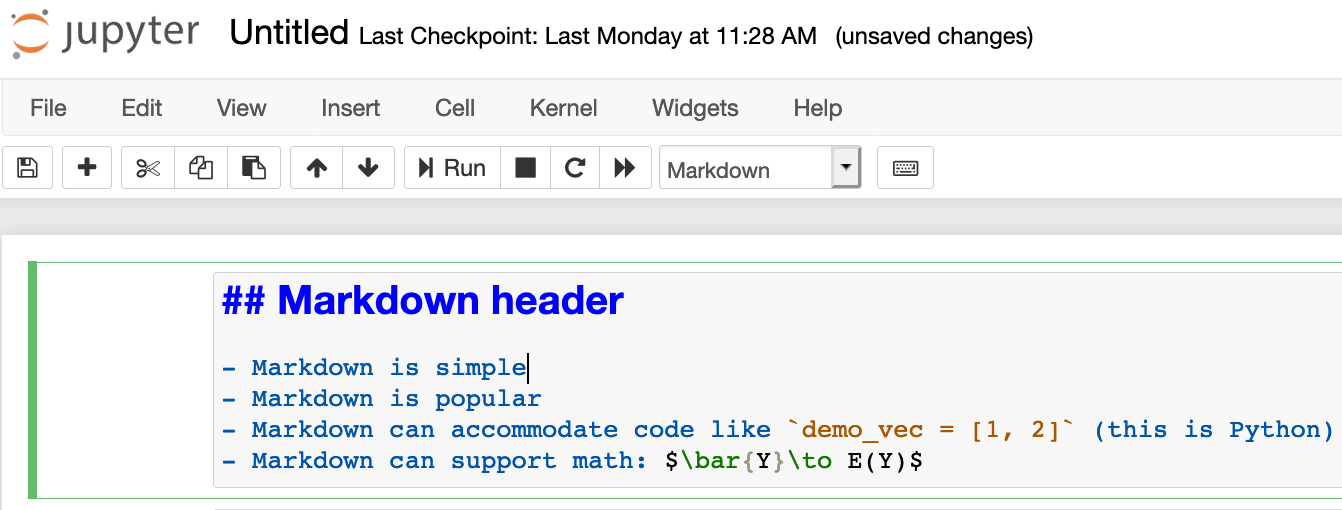 jupyter Untitled Last Checkpoint: Last Monday at 11:28 AM (unsaved changes)
File Edit View Insert Cell Kernel Widgets Help
Run Markdown
## Markdown header
- Markdown is simple
- Markdown is popular
- Markdown can accommodate code like `demo_vec = [1, 2]` (this is Python)
- Markdown can support math: $\bar{Y}\to E(Y)$